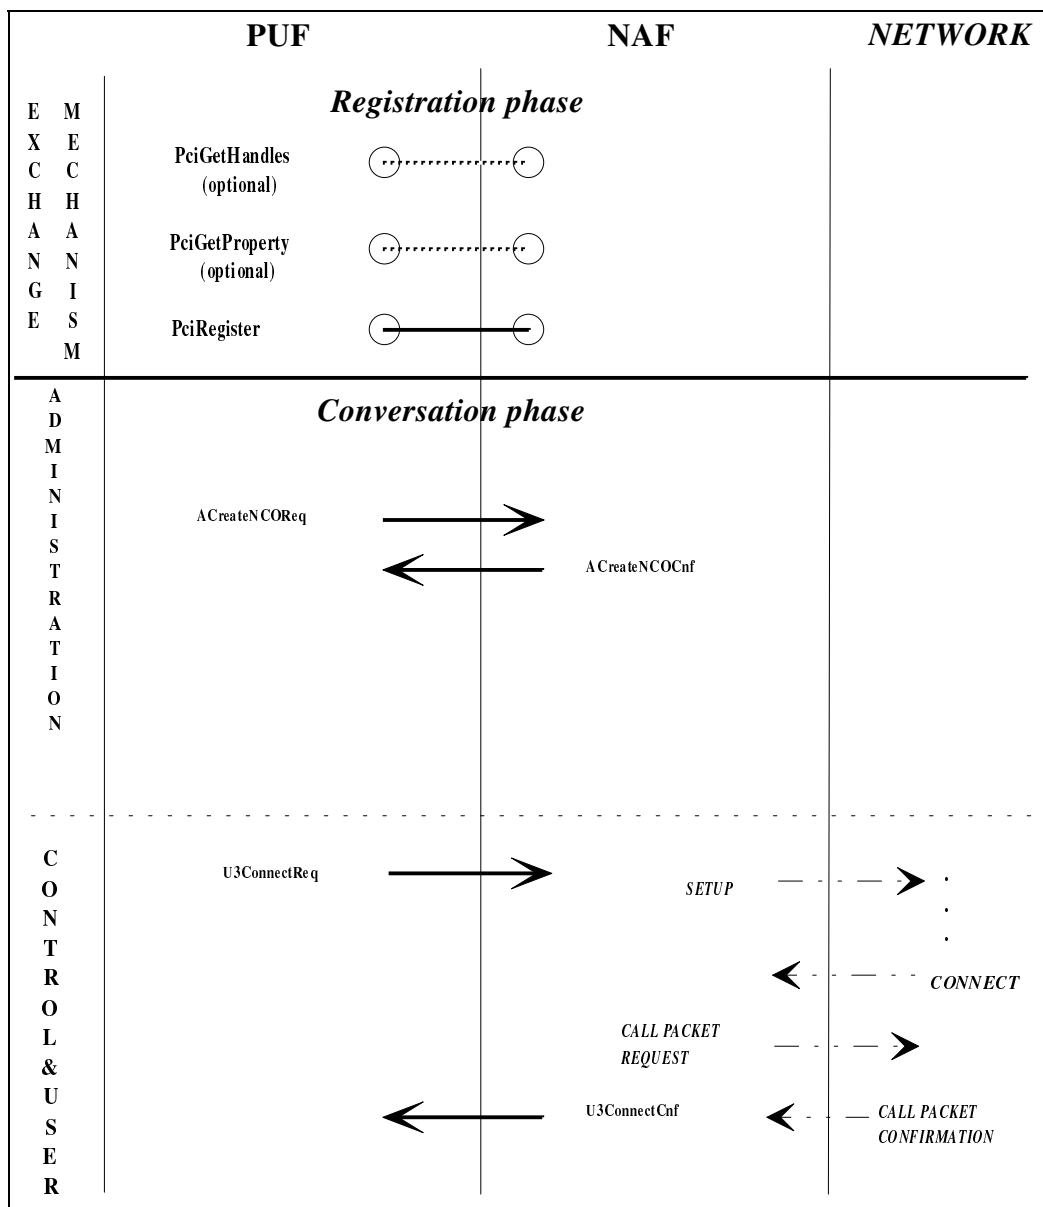 PUF NAF NETWORK
EXCHANGE MECHANISM
Registration phase
PciGetHandles
(optional)
PciGetProperty
(optional)
PciRegister
ADMINISTRATION
Conversation phase
ACreateNCOReq
ACreateNCOCnf
CONTROL&USER
U3ConnectReq
SETUP
CONNECT
CALL PACKET
REQUEST
U3ConnectCnf
CALL PACKET
CONFIRMATION